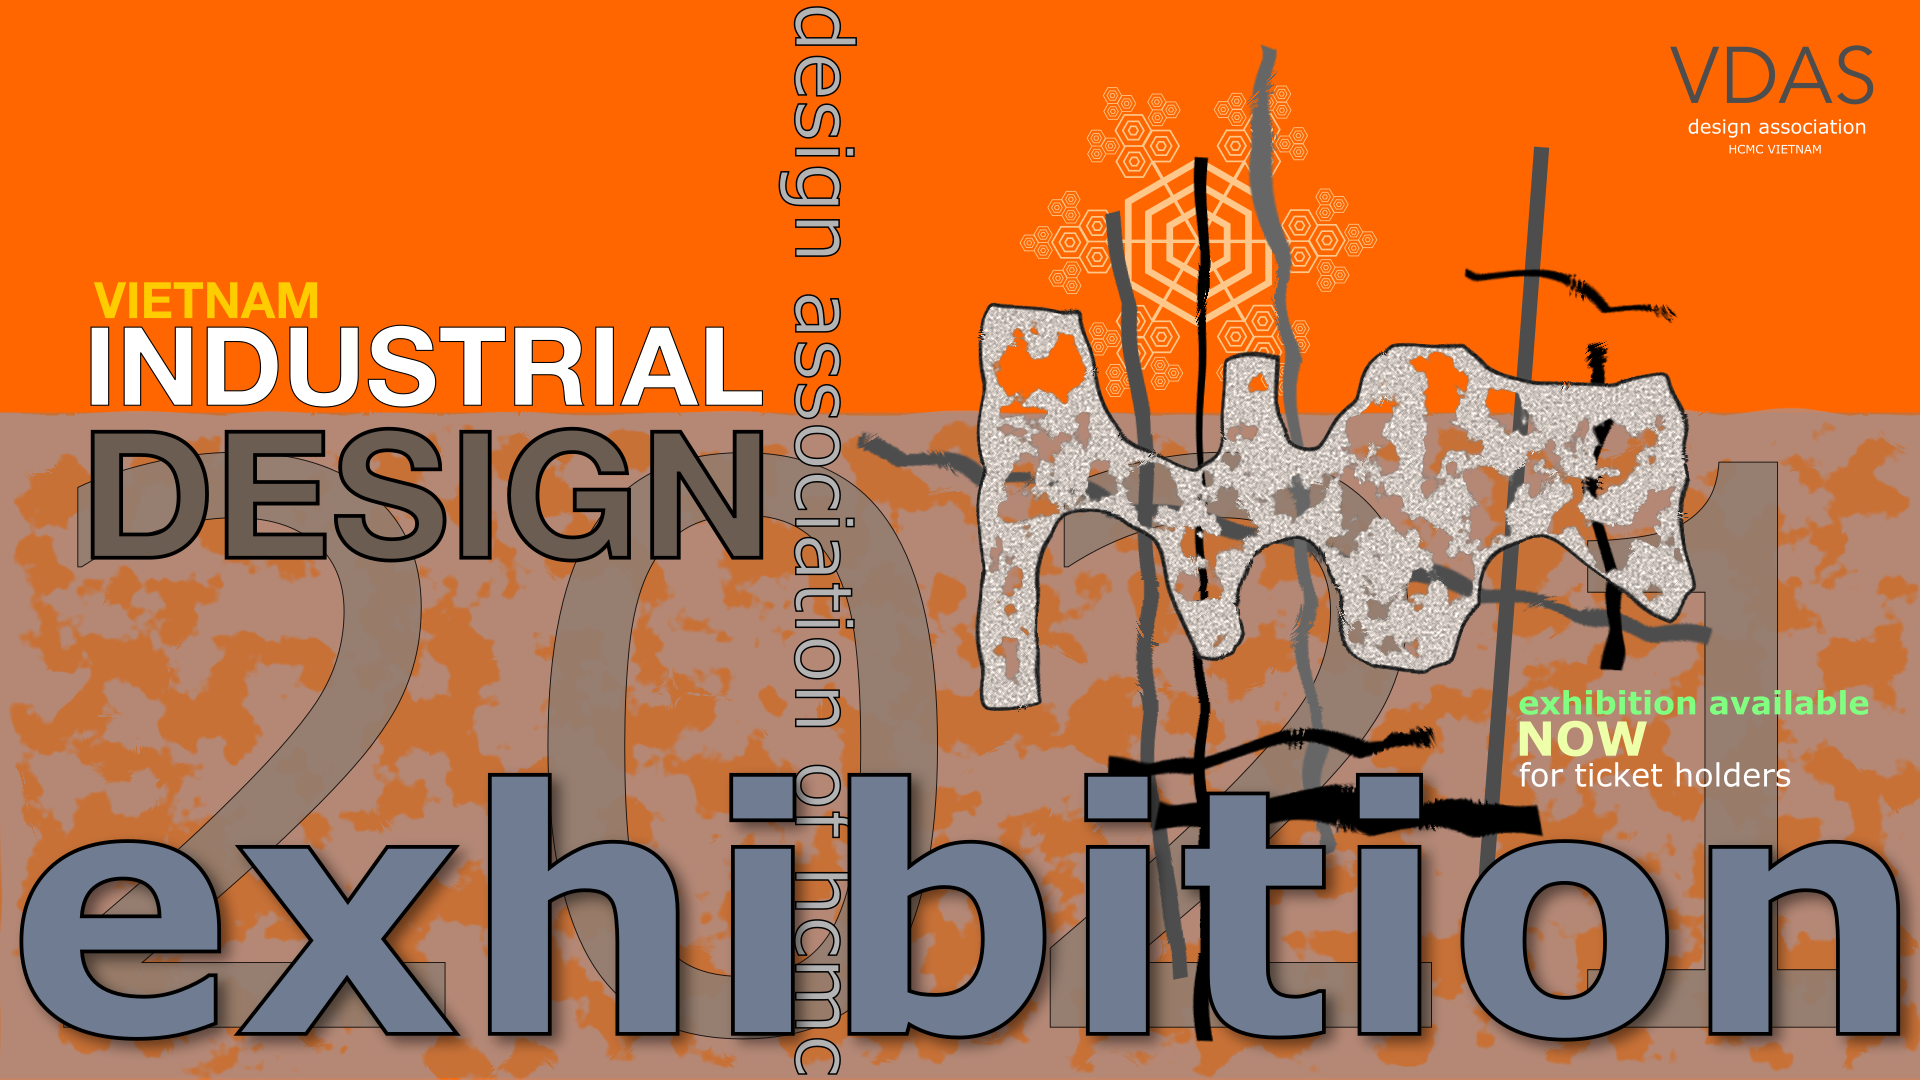 VDAS
design association
HCMC VIETNAM
VIETNAM
INDUSTRIAL
DESIGN
design association of hcmc
2021
exhibition available
NOW
for ticket holders
exhibition